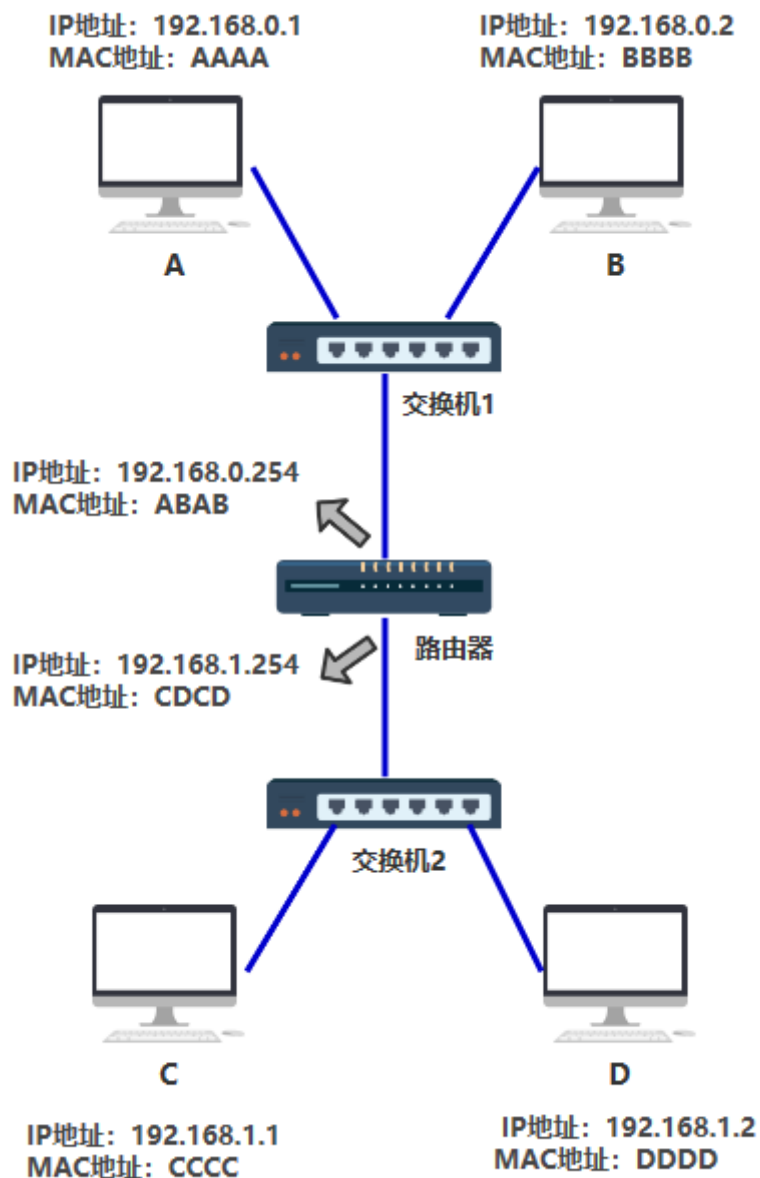 IP地址：192.168.0.1
MAC地址：AAAA
IP地址：192.168.0.2
MAC地址：BBBB
A
B
交换机1
IP地址：192.168.0.254
MAC地址：ABAB
路由器
IP地址：192.168.1.254
MAC地址：CDCD
交换机2
C
D
IP地址：192.168.1.1
MAC地址：CCCC
IP地址：192.168.1.2
MAC地址：DDDD